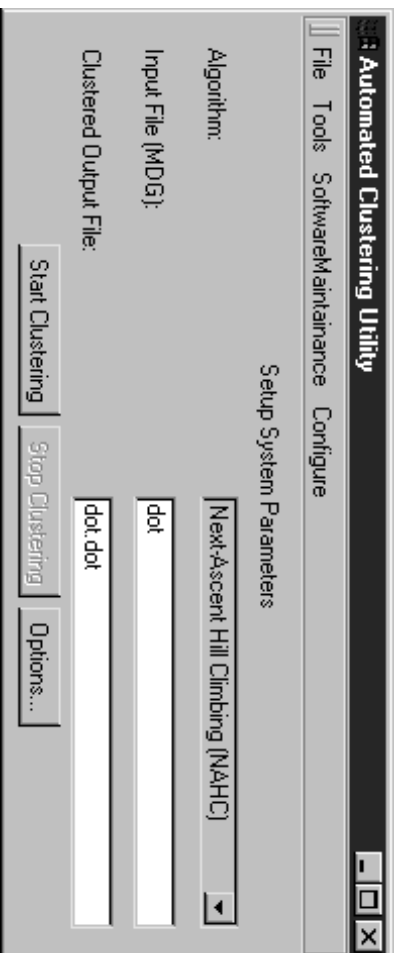 Automated Clustering Utility
File Tools SoftwareMaintainance Configure
Setup System Parameters
Algorithm: Next-Ascent Hill Climbing (NAHC)
Input File (MDG): dot
Clustered Output File: dot.dot
Start Clustering Stop Clustering Options...